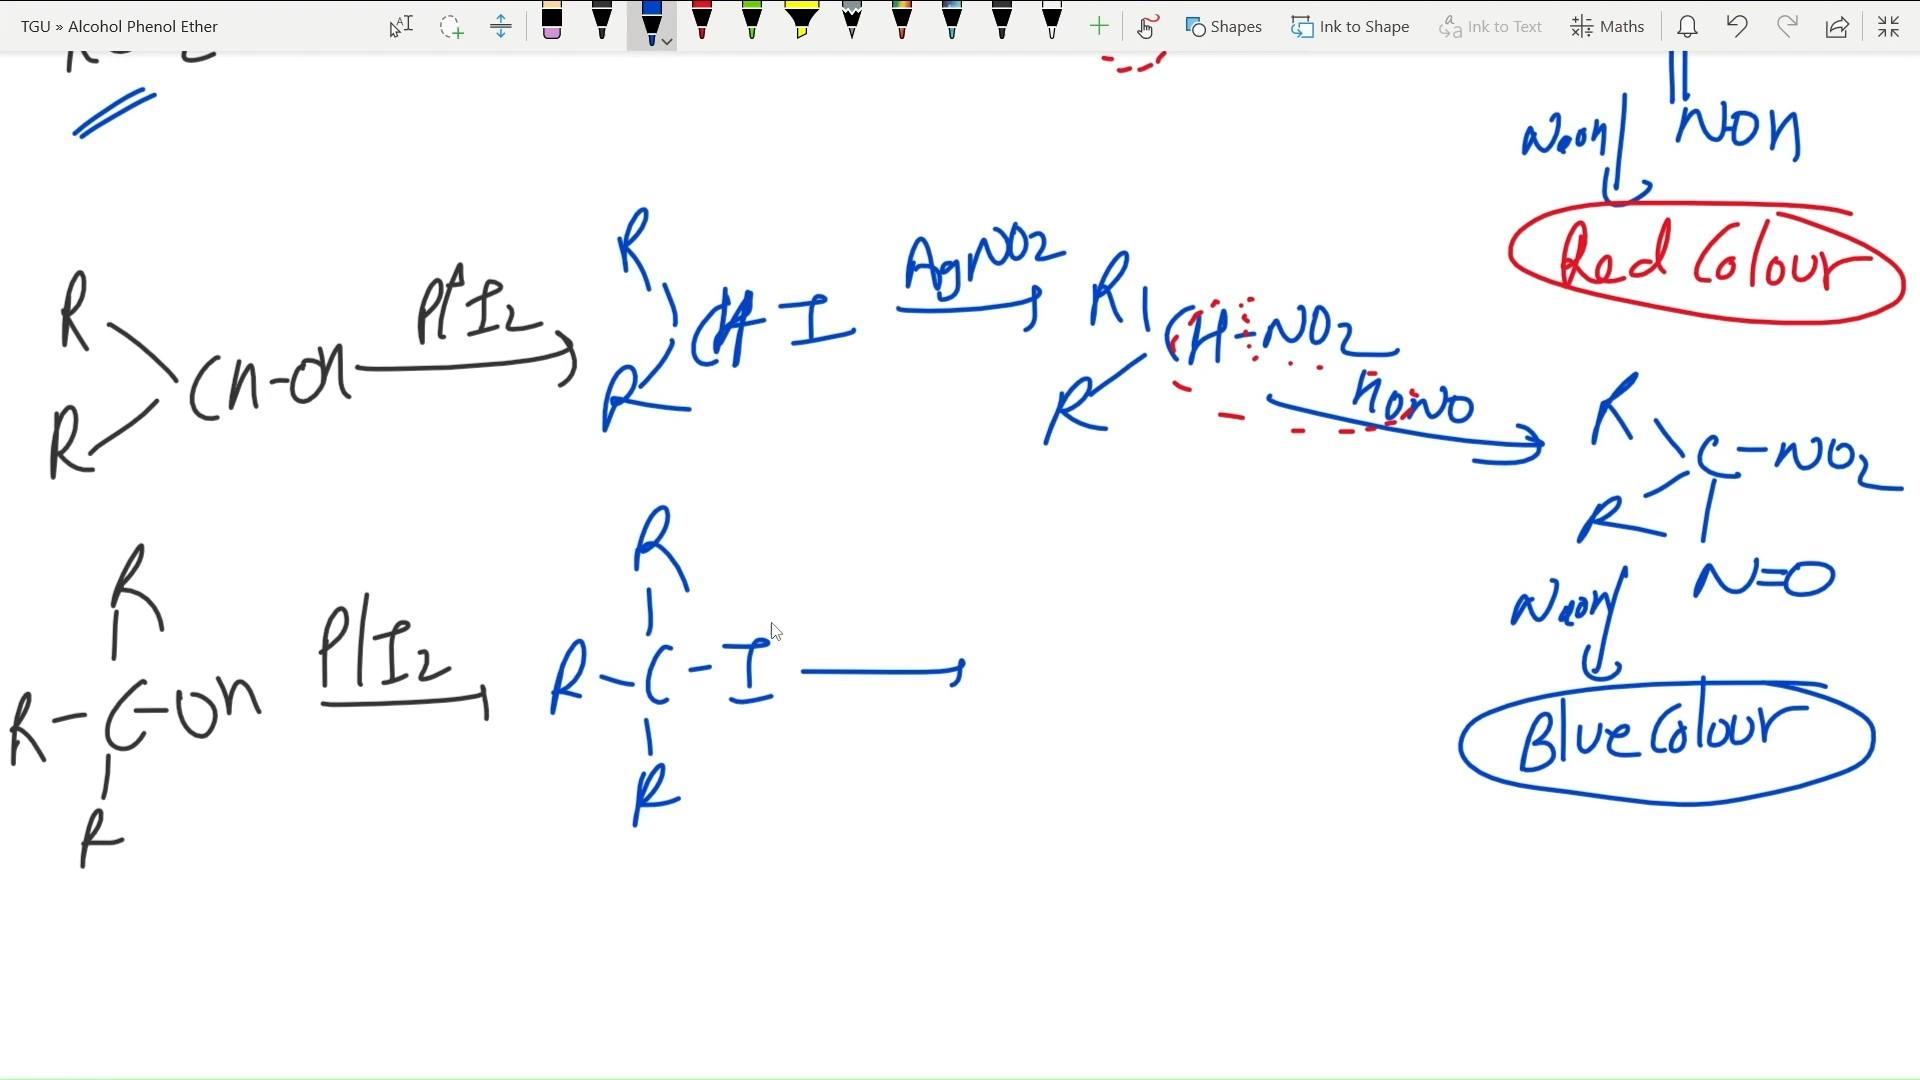 TGU » Alcohol Phenol Ether
Shapes
Ink to Shape
Ink to Text
Maths
NaOH
N-OH
Red Colour
R
R
CH-OH
P/I2
R
R
CH-I
AgNO2
R
R
CH-NO2
HONO
R
R
C-NO2
N=O
NaOH
Blue Colour
R
R-C-OH
R
P/I2
R
R-C-I
R